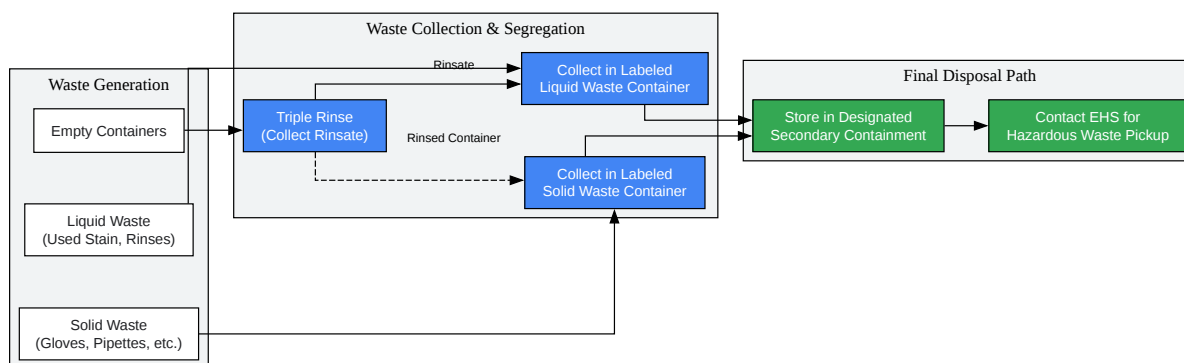 Waste Generation
Empty Containers
Liquid Waste
(Used Stain, Rinses)
Solid Waste
(Gloves, Pipettes, etc.)
Waste Collection & Segregation
Triple Rinse
(Collect Rinsate)
Rinsate
Rinsed Container
Collect in Labeled
Liquid Waste Container
Collect in Labeled
Solid Waste Container
Final Disposal Path
Store in Designated
Secondary Containment
Contact EHS for
Hazardous Waste Pickup